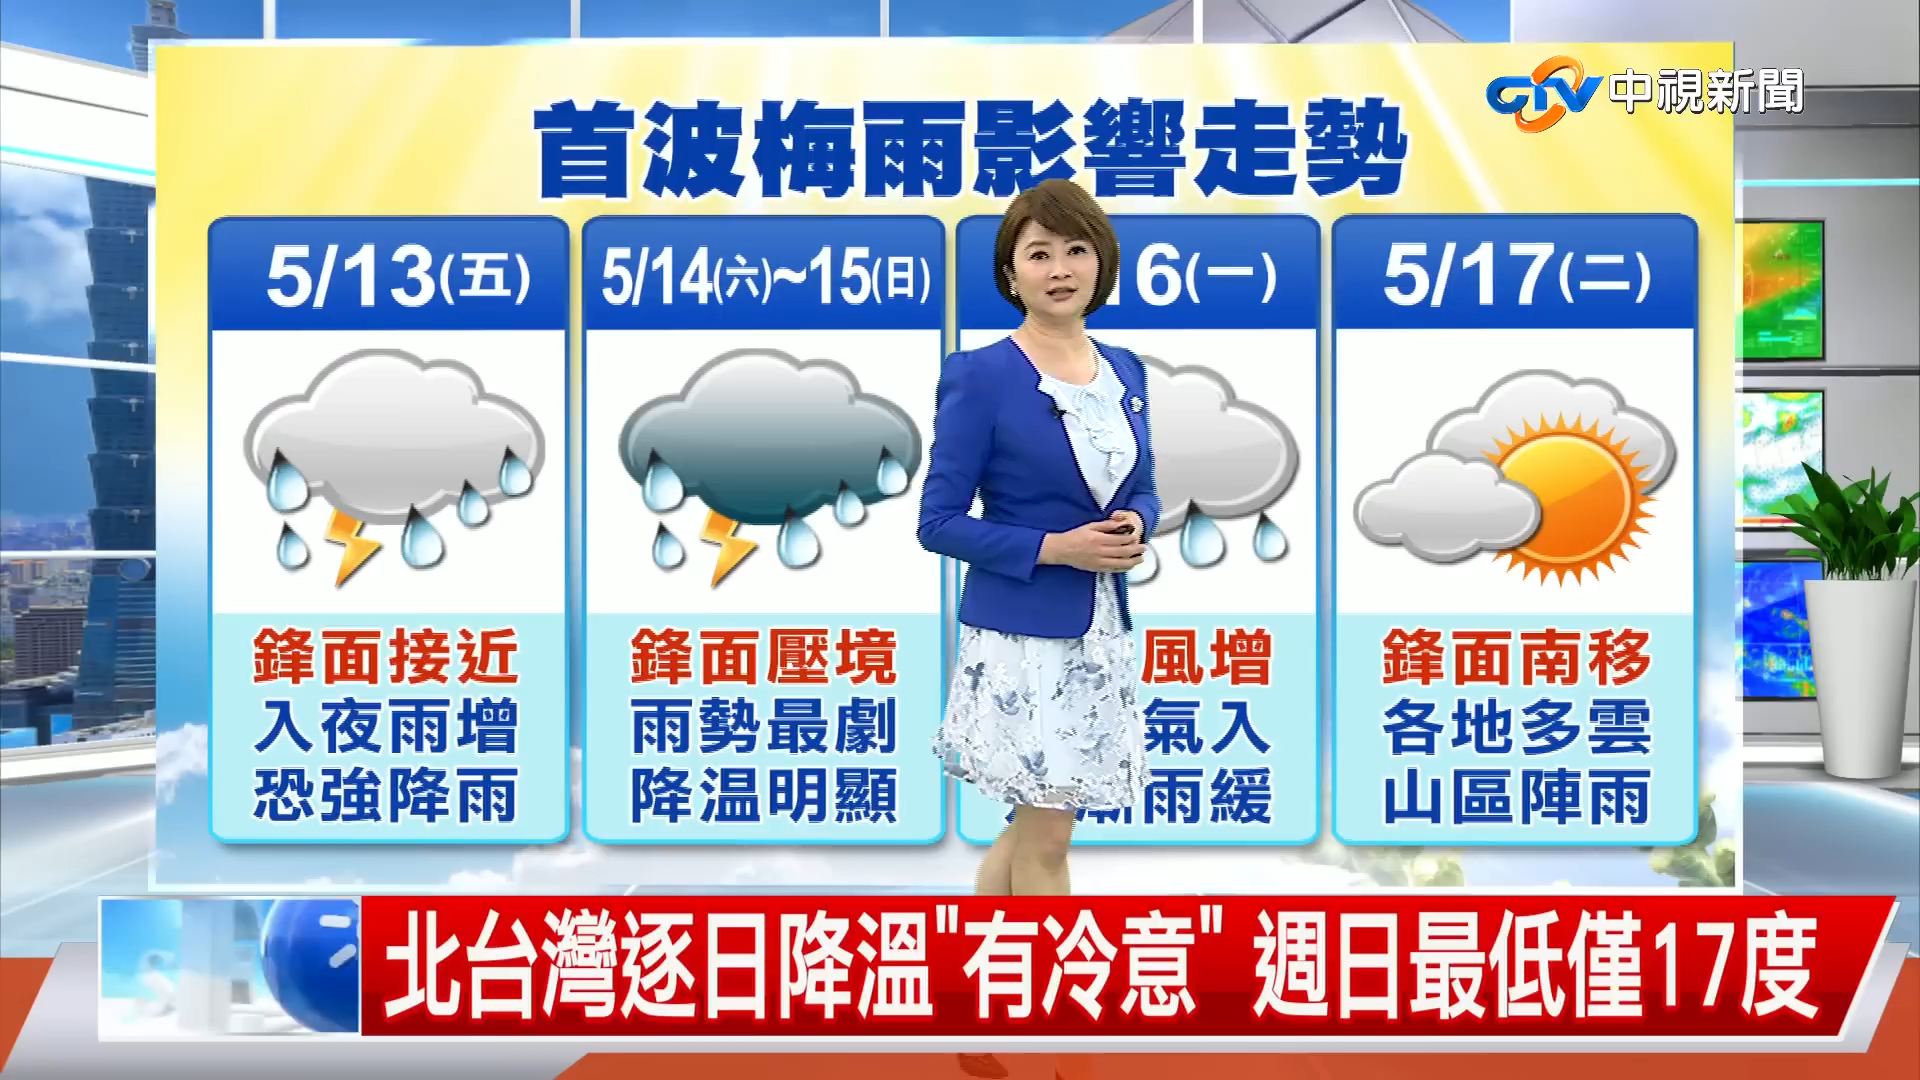 CTV 中視新聞
首波梅雨影響走勢
5/13(五)
鋒面接近
入夜雨增
恐強降雨
5/14(六)~15(日)
鋒面壓境
雨勢最劇
降温明顯
16(一)
風增
氣入
漸雨緩
5/17(二)
鋒面南移
各地多雲
山區陣雨
北台灣逐日降溫"有冷意" 週日最低僅17度